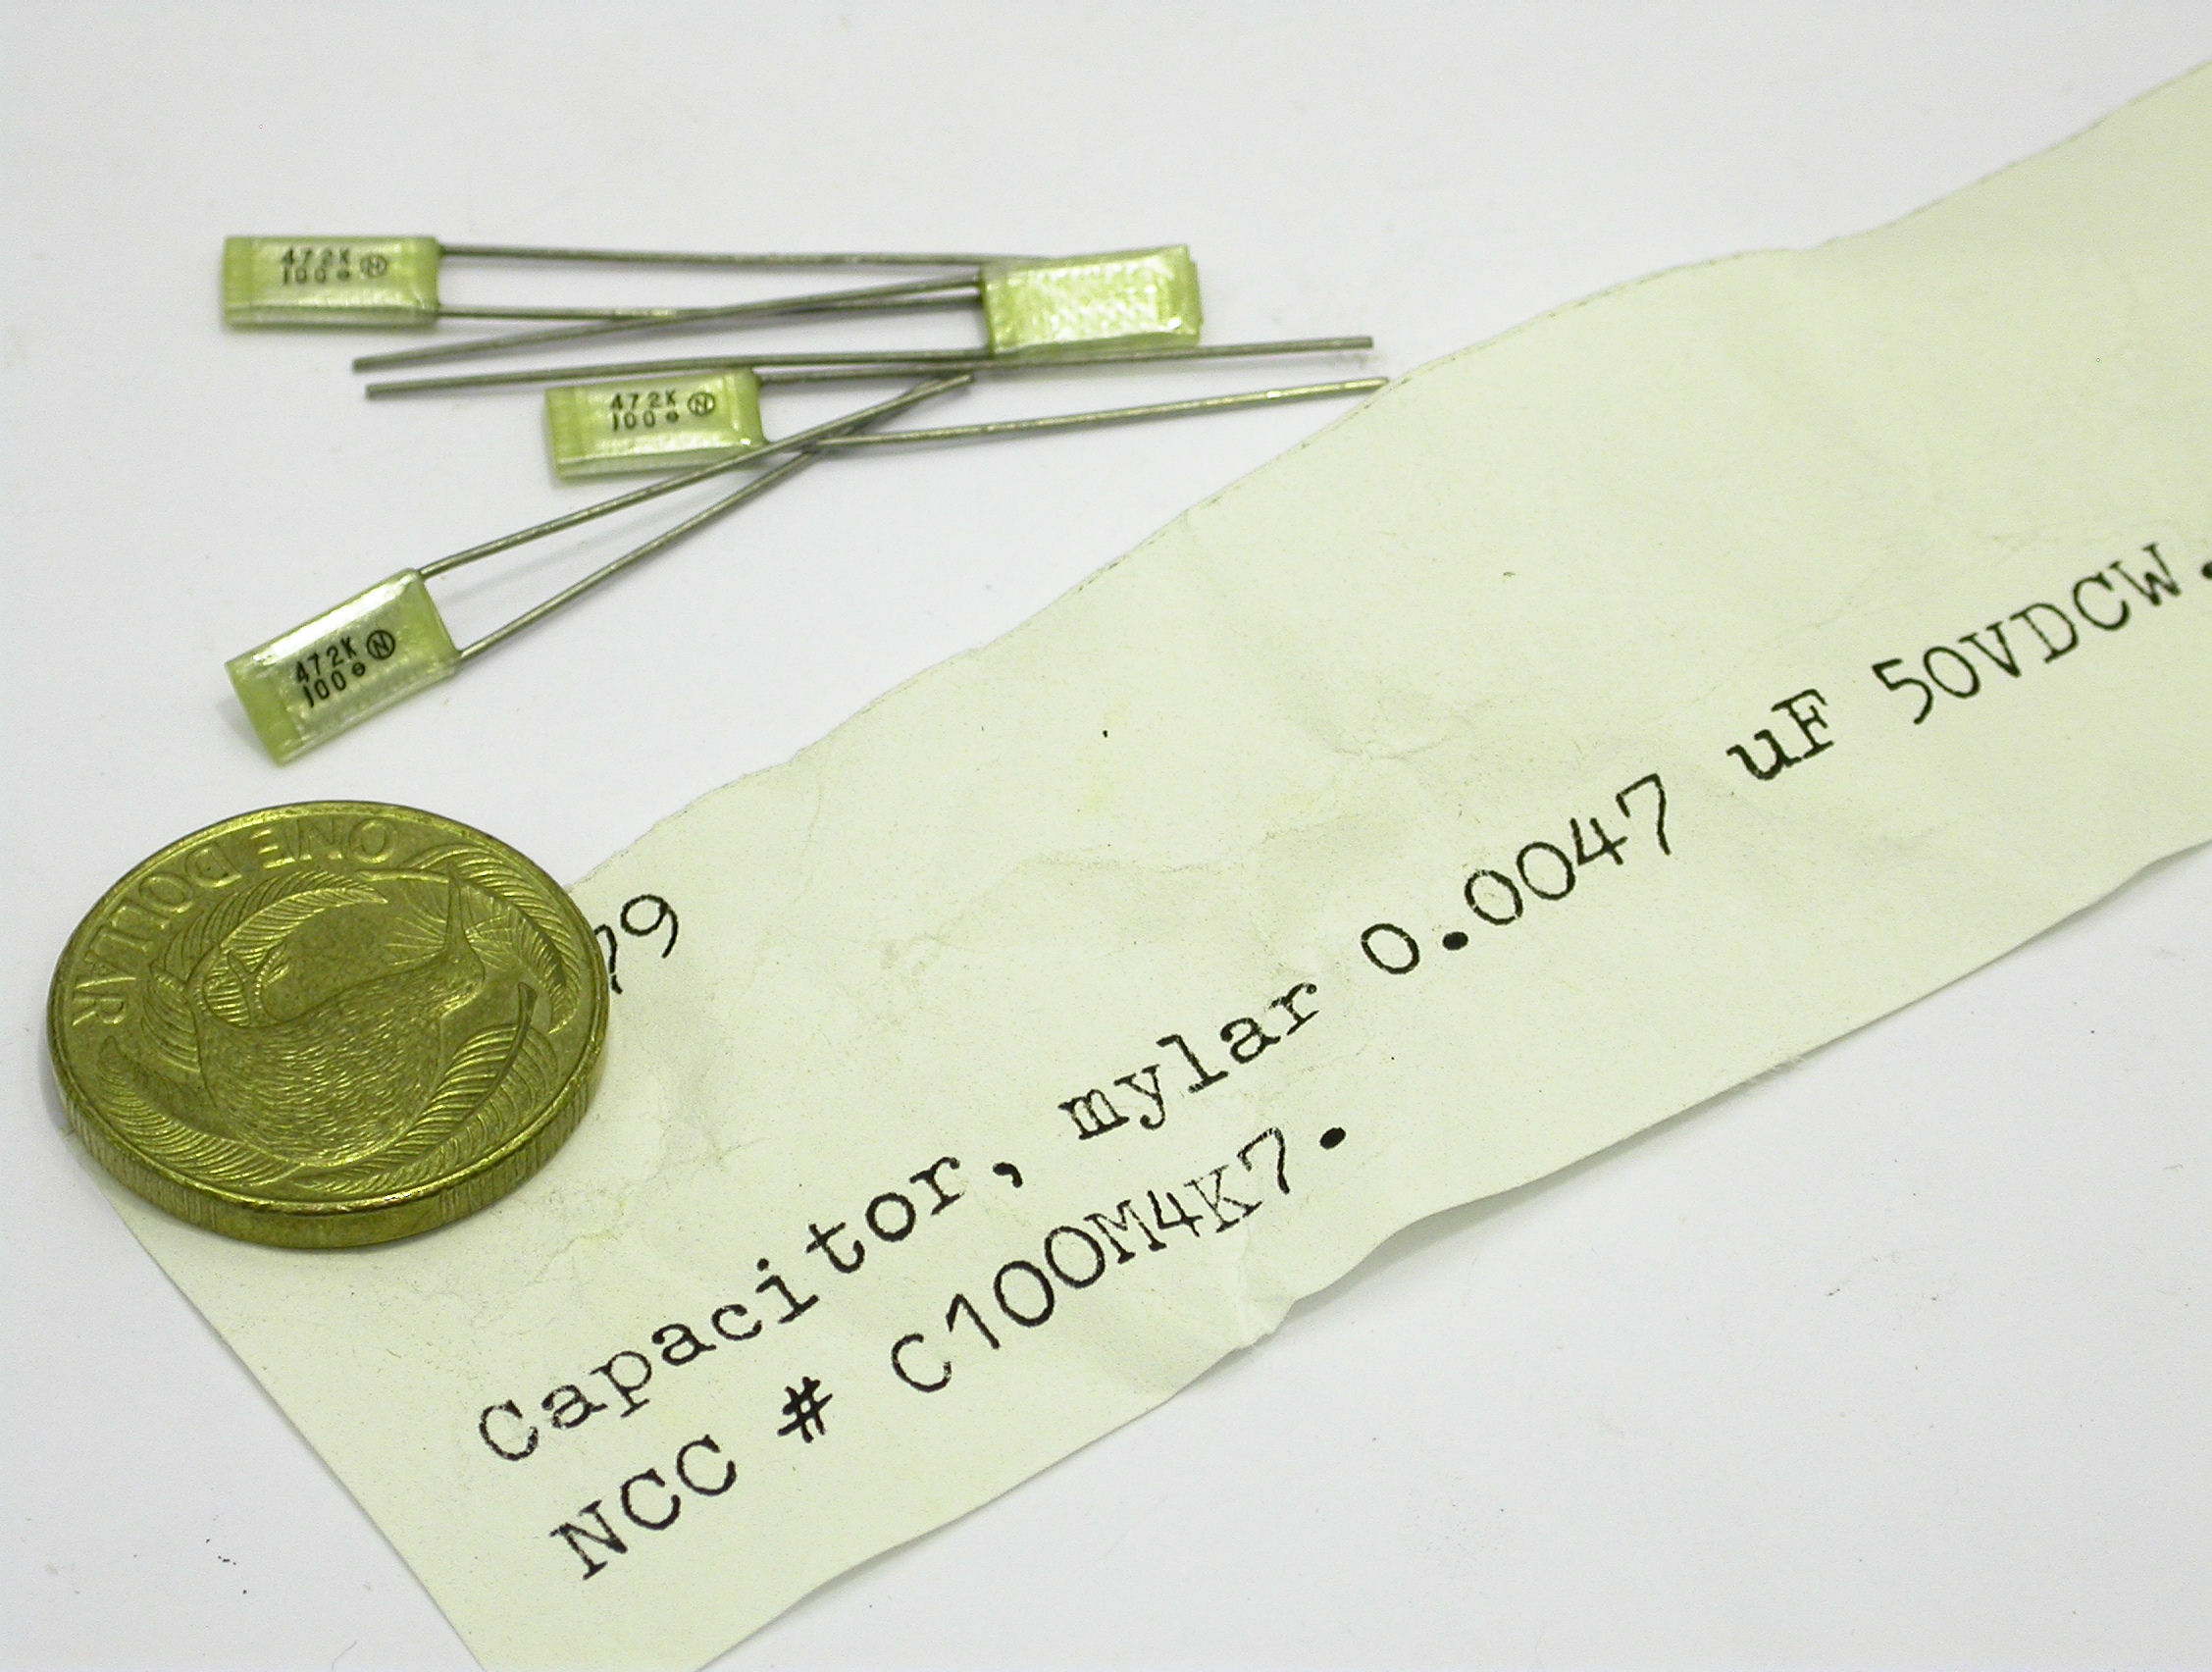 472K
100⊖ Ⓝ
472K
100⊖ Ⓝ
472K
100⊖ Ⓝ
ONE DOLLAR
79
Capacitor, mylar 0.0047 uF 50VDCW.
NCC # C100M4K7.